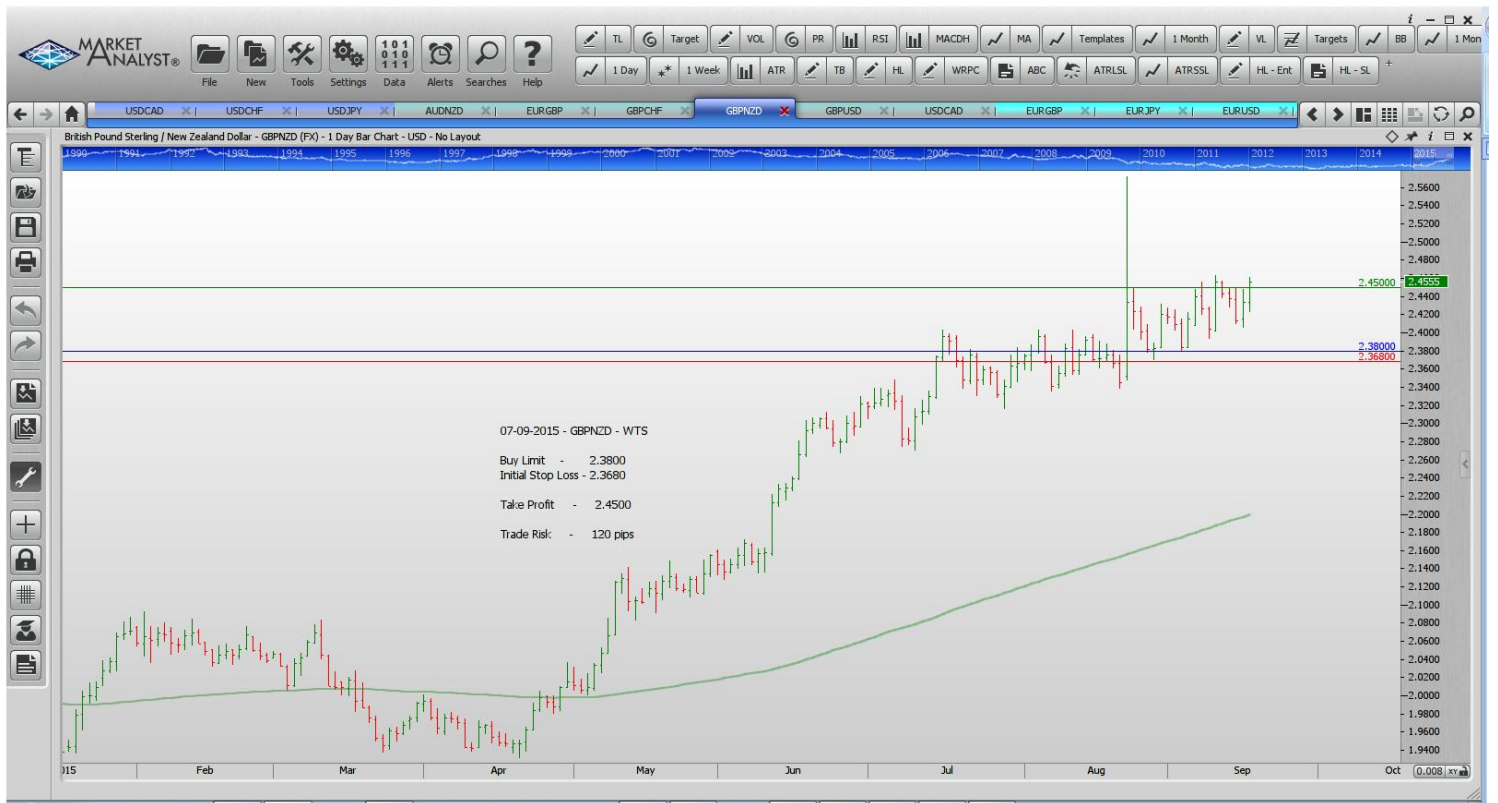 i
MARKET
ANALYST®
File New Tools Settings Data Alerts Searches Help
101
010
111
TL Target VOL PR RSI MACDH MA Templates 1 Month VL Targets BB 1 Mon
1 Day 1 Week ATR TB HL WRPC ABC ATRLSL ATRSSL HL - Ent HL - SL +
USDCAD USDCHF USDJPY AUDNZD EURGBP GBPCHF GBPNZD GBPUSD USDCAD EURGBP EURJPY EURUSD
British Pound Sterling / New Zealand Dollar - GBPNZD (FX) - 1 Day Bar Chart - USD - No Layout
1990 1991 1992 1993 1994 1995 1996 1997 1998 1999 2000 2001 2002 2003 2004 2005 2006 2007 2008 2009 2010 2011 2012 2013 2014 2015
2.5600
2.5400
2.5200
2.5000
2.4800
2.45000 2.4555
2.4400
2.4200
2.4000
2.38000 2.3800
2.36800
2.3600
2.3400
2.3200
2.3000
2.2800
2.2600
2.2400
2.2200
2.2000
2.1800
2.1600
2.1400
2.1200
2.1000
2.0800
2.0600
2.0400
2.0200
2.0000
1.9800
1.9600
1.9400
07-09-2015 - GBPNZD - WTS
Buy Limit - 2.3800
Initial Stop Loss - 2.3680
Take Profit - 2.4500
Trade Risk - 120 pips
015 Feb Mar Apr May Jun Jul Aug Sep Oct 0.008 XY